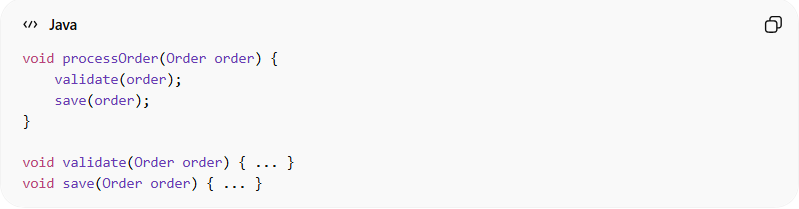 </> Java
void processOrder(Order order) {
    validate(order);
    save(order);
}

void validate(Order order) { ... }
void save(Order order) { ... }